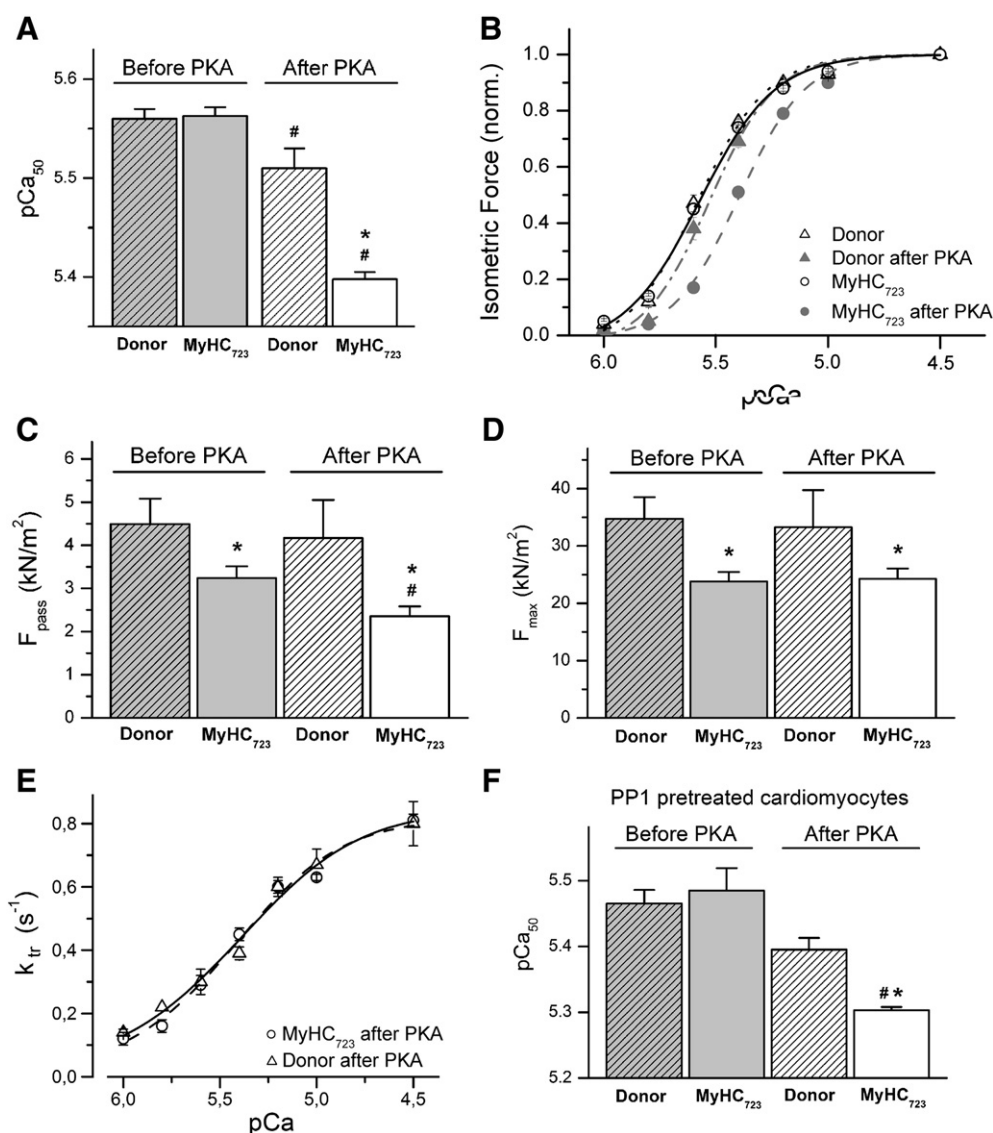 A
Before PKA After PKA
5.60
5.5
5.4
pCa50
#
*
#
Donor MyHC723 Donor MyHC723
B
1.0
0.8
0.6
0.4
0.2
0.0
Isometric Force (norm.)
Donor
Donor after PKA
MyHC723
MyHC723 after PKA
6.0 5.5 5.0 4.5
C
Before PKA After PKA
6
5
4
3
2
1
0
Fpass (kN/m²)
*
*
#
Donor MyHC723 Donor MyHC723
D
Before PKA After PKA
40
30
20
10
0
Fmax (kN/m²)
*
*
Donor MyHC723 Donor MyHC723
E
0,8
0,6
0,4
0,2
0,0
ktr (s-1)
MyHC723 after PKA
Donor after PKA
6,0 5,5 5,0 4,5
pCa
F
PP1 pretreated cardiomyocytes
Before PKA After PKA
5.5
5.4
5.3
5.2
pCa50
#*
Donor MyHC723 Donor MyHC723